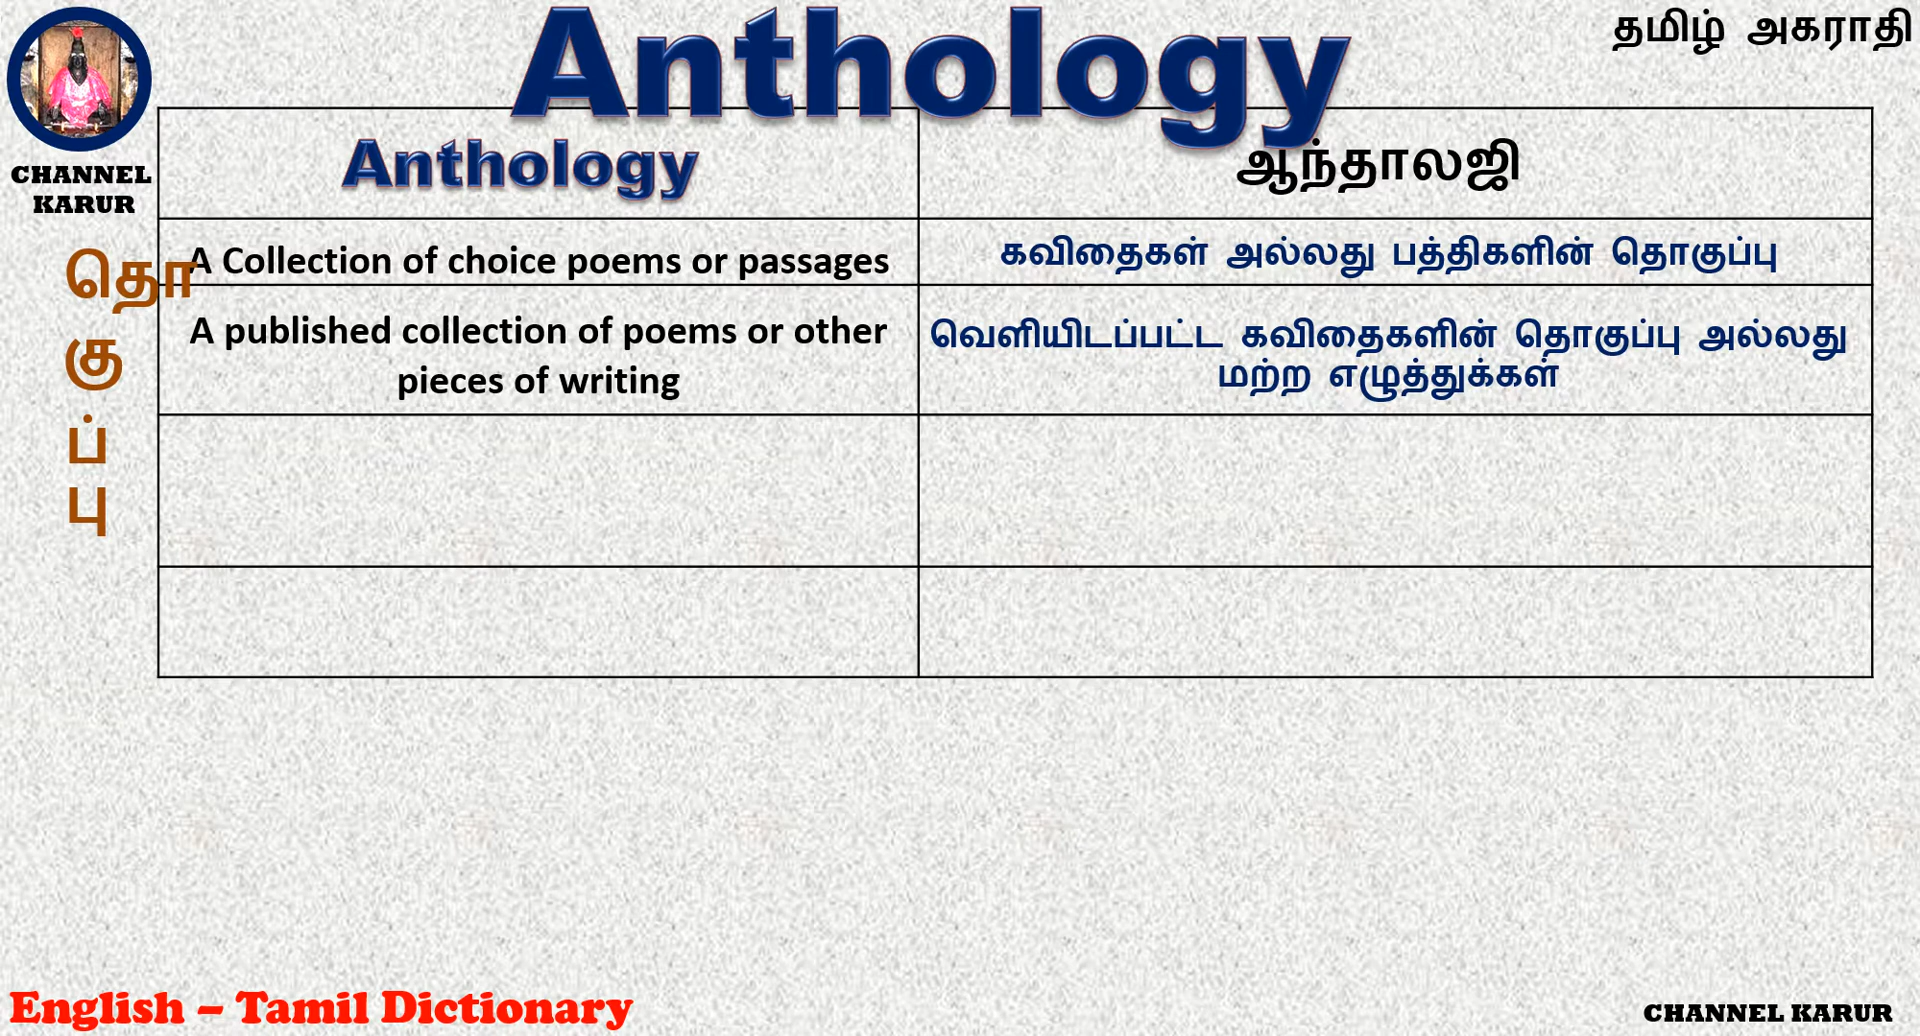 Anthology
தமிழ் அகராதி
CHANNEL
KARUR
Anthology
ஆந்தாலஜி
தொ
கு
ப்
பு
A Collection of choice poems or passages
கவிதைகள் அல்லது பத்திகளின் தொகுப்பு
A published collection of poems or other
pieces of writing
வெளியிடப்பட்ட கவிதைகளின் தொகுப்பு அல்லது
மற்ற எழுத்துக்கள்
English – Tamil Dictionary
CHANNEL KARUR